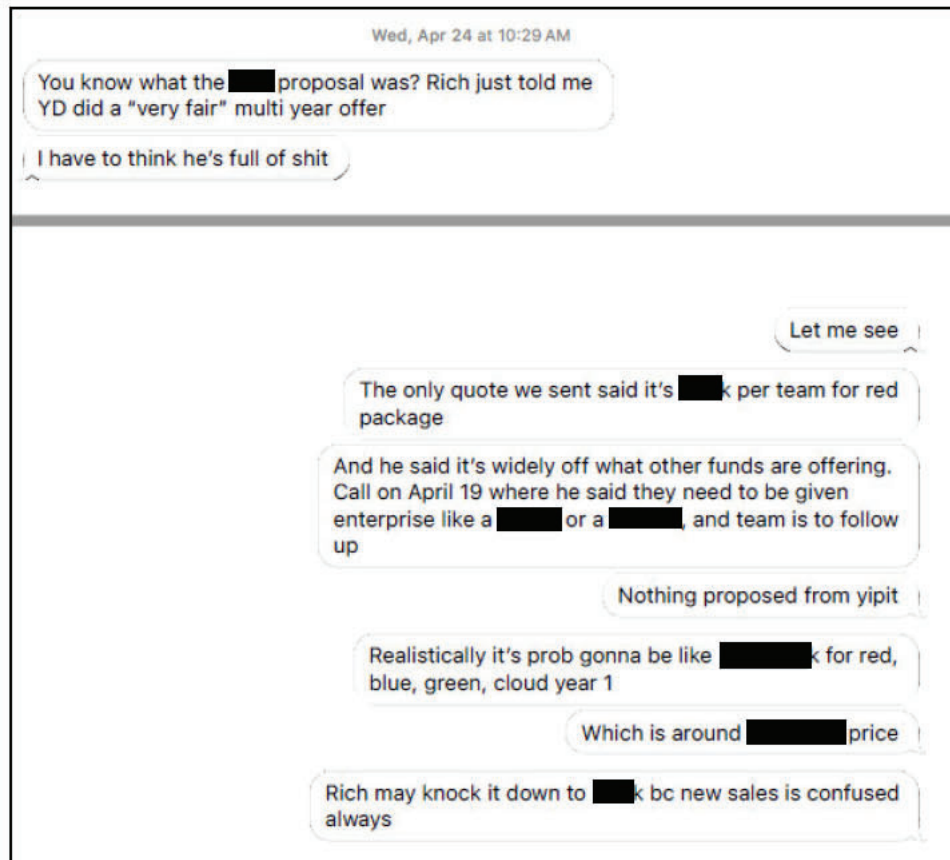 Wed, Apr 24 at 10:29 AM
You know what the proposal was? Rich just told me
YD did a “very fair” multi year offer
I have to think he’s full of shit
Let me see
The only quote we sent said it’s k per team for red
package
And he said it’s widely off what other funds are offering.
Call on April 19 where he said they need to be given
enterprise like a or a , and team is to follow
up
Nothing proposed from yipit
Realistically it’s prob gonna be like k for red,
blue, green, cloud year 1
Which is around price
Rich may knock it down to k bc new sales is confused
always